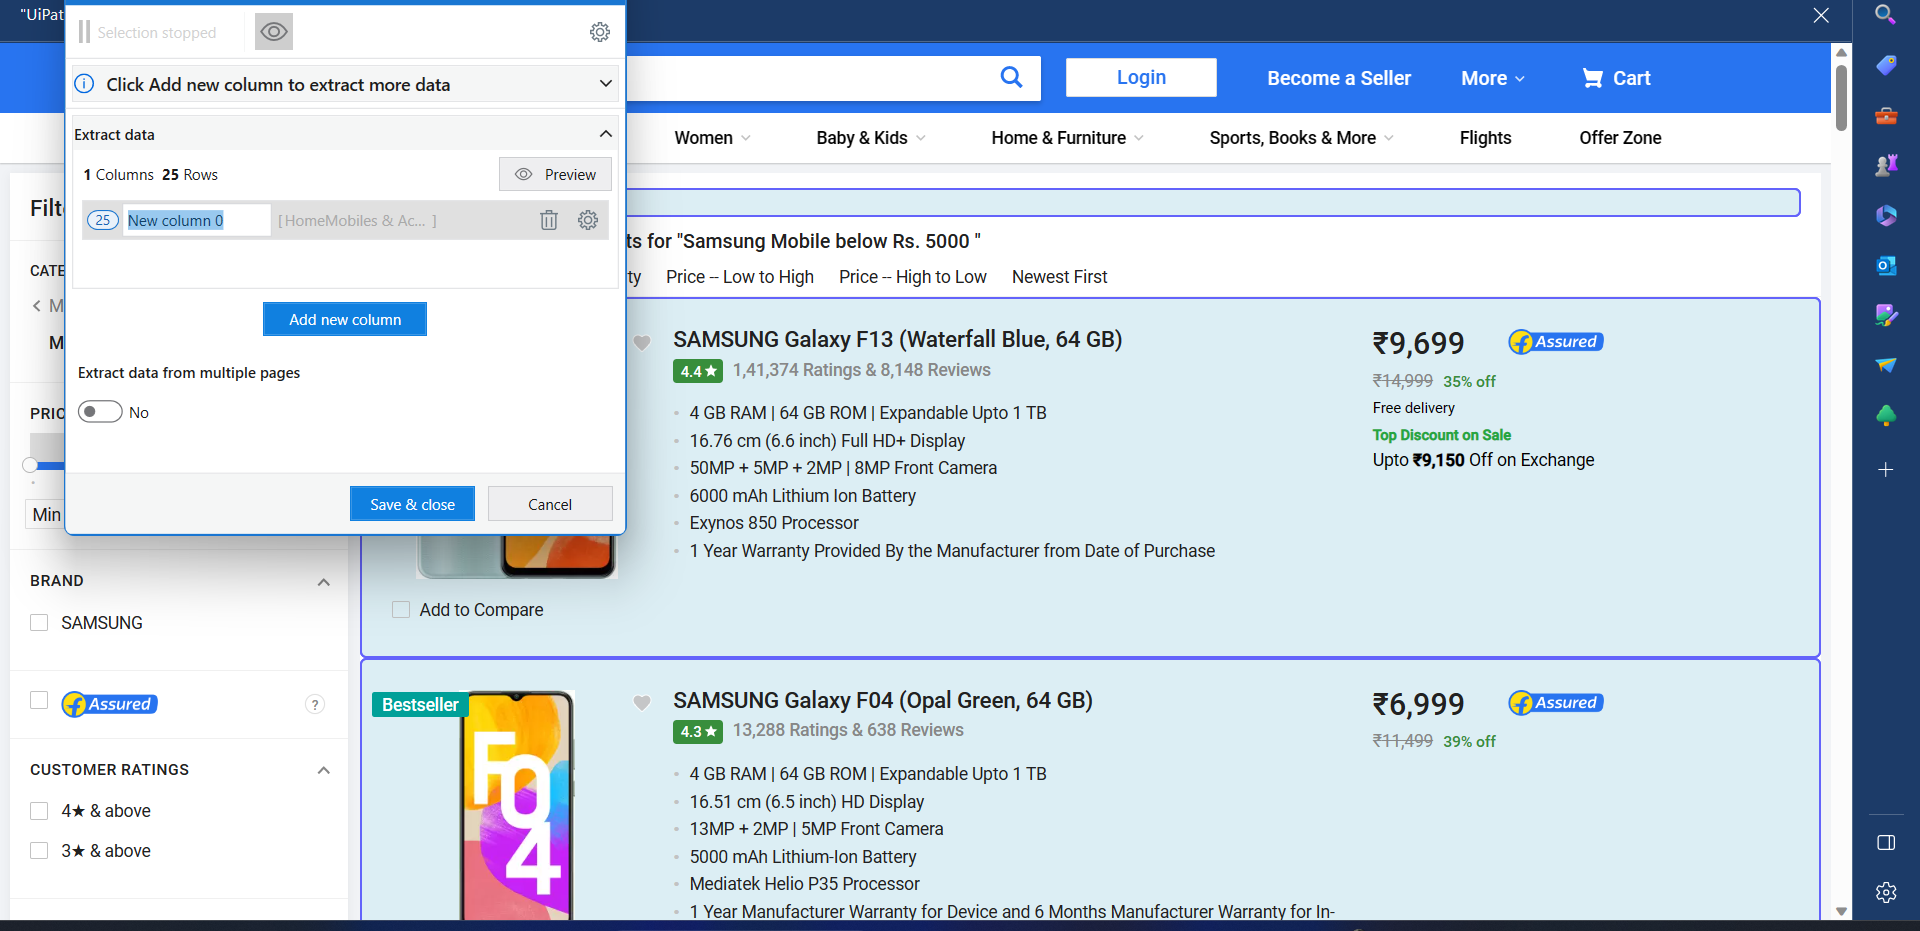 "UiPat
Selection stopped
Click Add new column to extract more data
Extract data
1 Columns 25 Rows
Preview
25 New column 0 [ HomeMobiles & Ac... ]
Add new column
Extract data from multiple pages
No
Save & close
Cancel
Login
Become a Seller
More
Cart
Women
Baby & Kids
Home & Furniture
Sports, Books & More
Flights
Offer Zone
Filt
CATE
M
M
PRIC
Min
BRAND
SAMSUNG
f Assured
?
CUSTOMER RATINGS
4★ & above
3★ & above
ts for "Samsung Mobile below Rs. 5000 "
ty
Price -- Low to High
Price -- High to Low
Newest First
SAMSUNG Galaxy F13 (Waterfall Blue, 64 GB)
4.4★ 1,41,374 Ratings & 8,148 Reviews
4 GB RAM | 64 GB ROM | Expandable Upto 1 TB
16.76 cm (6.6 inch) Full HD+ Display
50MP + 5MP + 2MP | 8MP Front Camera
6000 mAh Lithium Ion Battery
Exynos 850 Processor
1 Year Warranty Provided By the Manufacturer from Date of Purchase
₹9,699 f Assured
₹14,999 35% off
Free delivery
Top Discount on Sale
Upto ₹9,150 Off on Exchange
Add to Compare
Bestseller
F04
SAMSUNG Galaxy F04 (Opal Green, 64 GB)
4.3★ 13,288 Ratings & 638 Reviews
4 GB RAM | 64 GB ROM | Expandable Upto 1 TB
16.51 cm (6.5 inch) HD Display
13MP + 2MP | 5MP Front Camera
5000 mAh Lithium-Ion Battery
Mediatek Helio P35 Processor
1 Year Manufacturer Warranty for Device and 6 Months Manufacturer Warranty for In-
₹6,999 f Assured
₹11,499 39% off